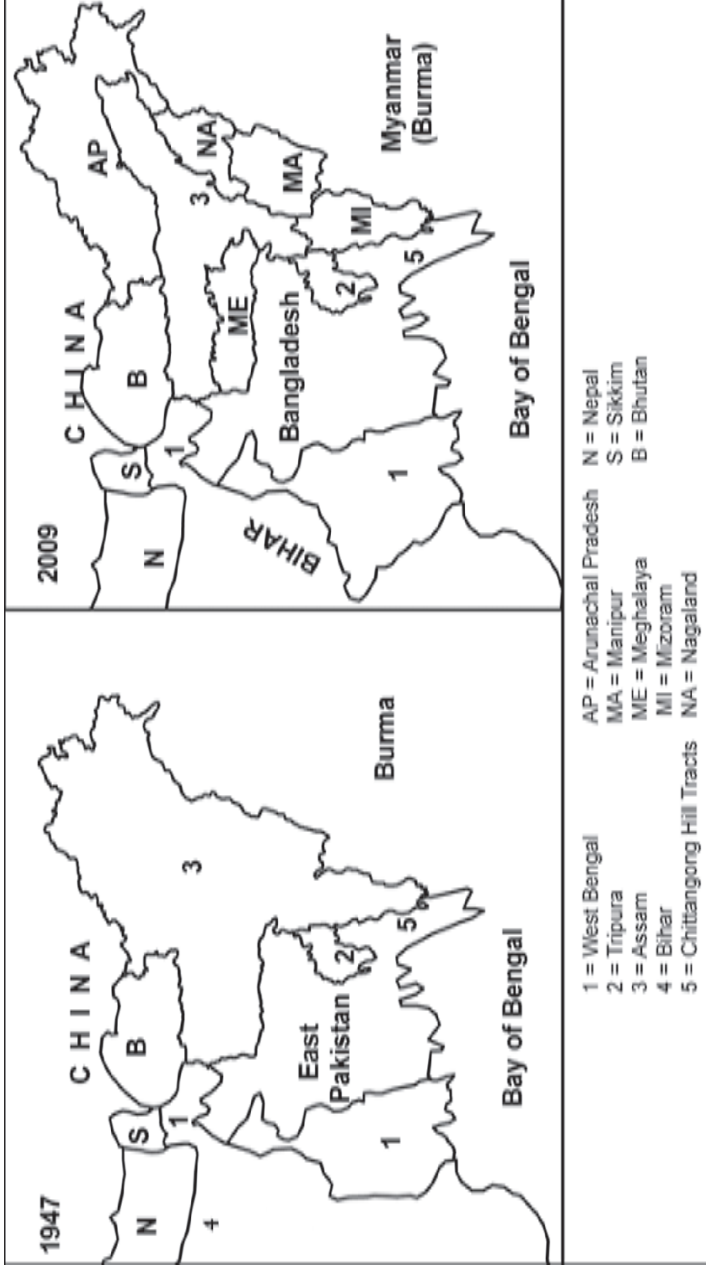 1947
C H I N A
N
S
B
4
1
3
East
Pakistan
2
5
1
Burma
Bay of Bengal
2009
C H I N A
N
S
B
AP
1
3
NA
ME
MA
BIHAR
Bangladesh
MI
2
5
1
Myanmar
(Burma)
Bay of Bengal
1 = West Bengal
2 = Tripura
3 = Assam
4 = Bihar
5 = Chittangong Hill Tracts
AP = Arunachal Pradesh
MA = Manipur
ME = Meghalaya
MI = Mizoram
NA = Nagaland
N = Nepal
S = Sikkim
B = Bhutan